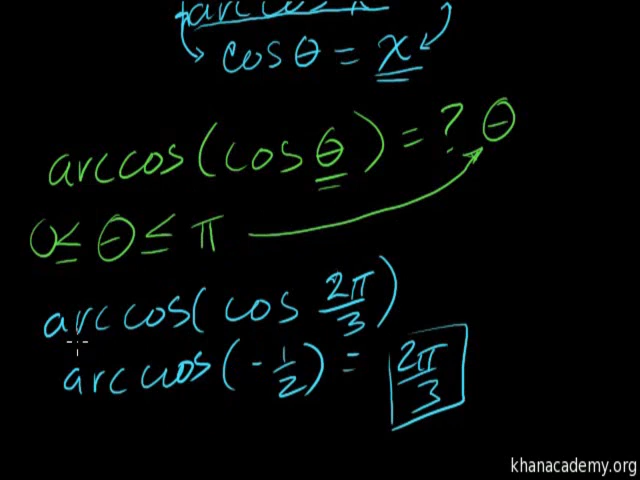 cos θ = x
arccos(cos θ) = ? θ
0 ≤ θ ≤ π
arccos(cos 2π/3)
arccos(-1/2) = 2π/3
khanacademy.org